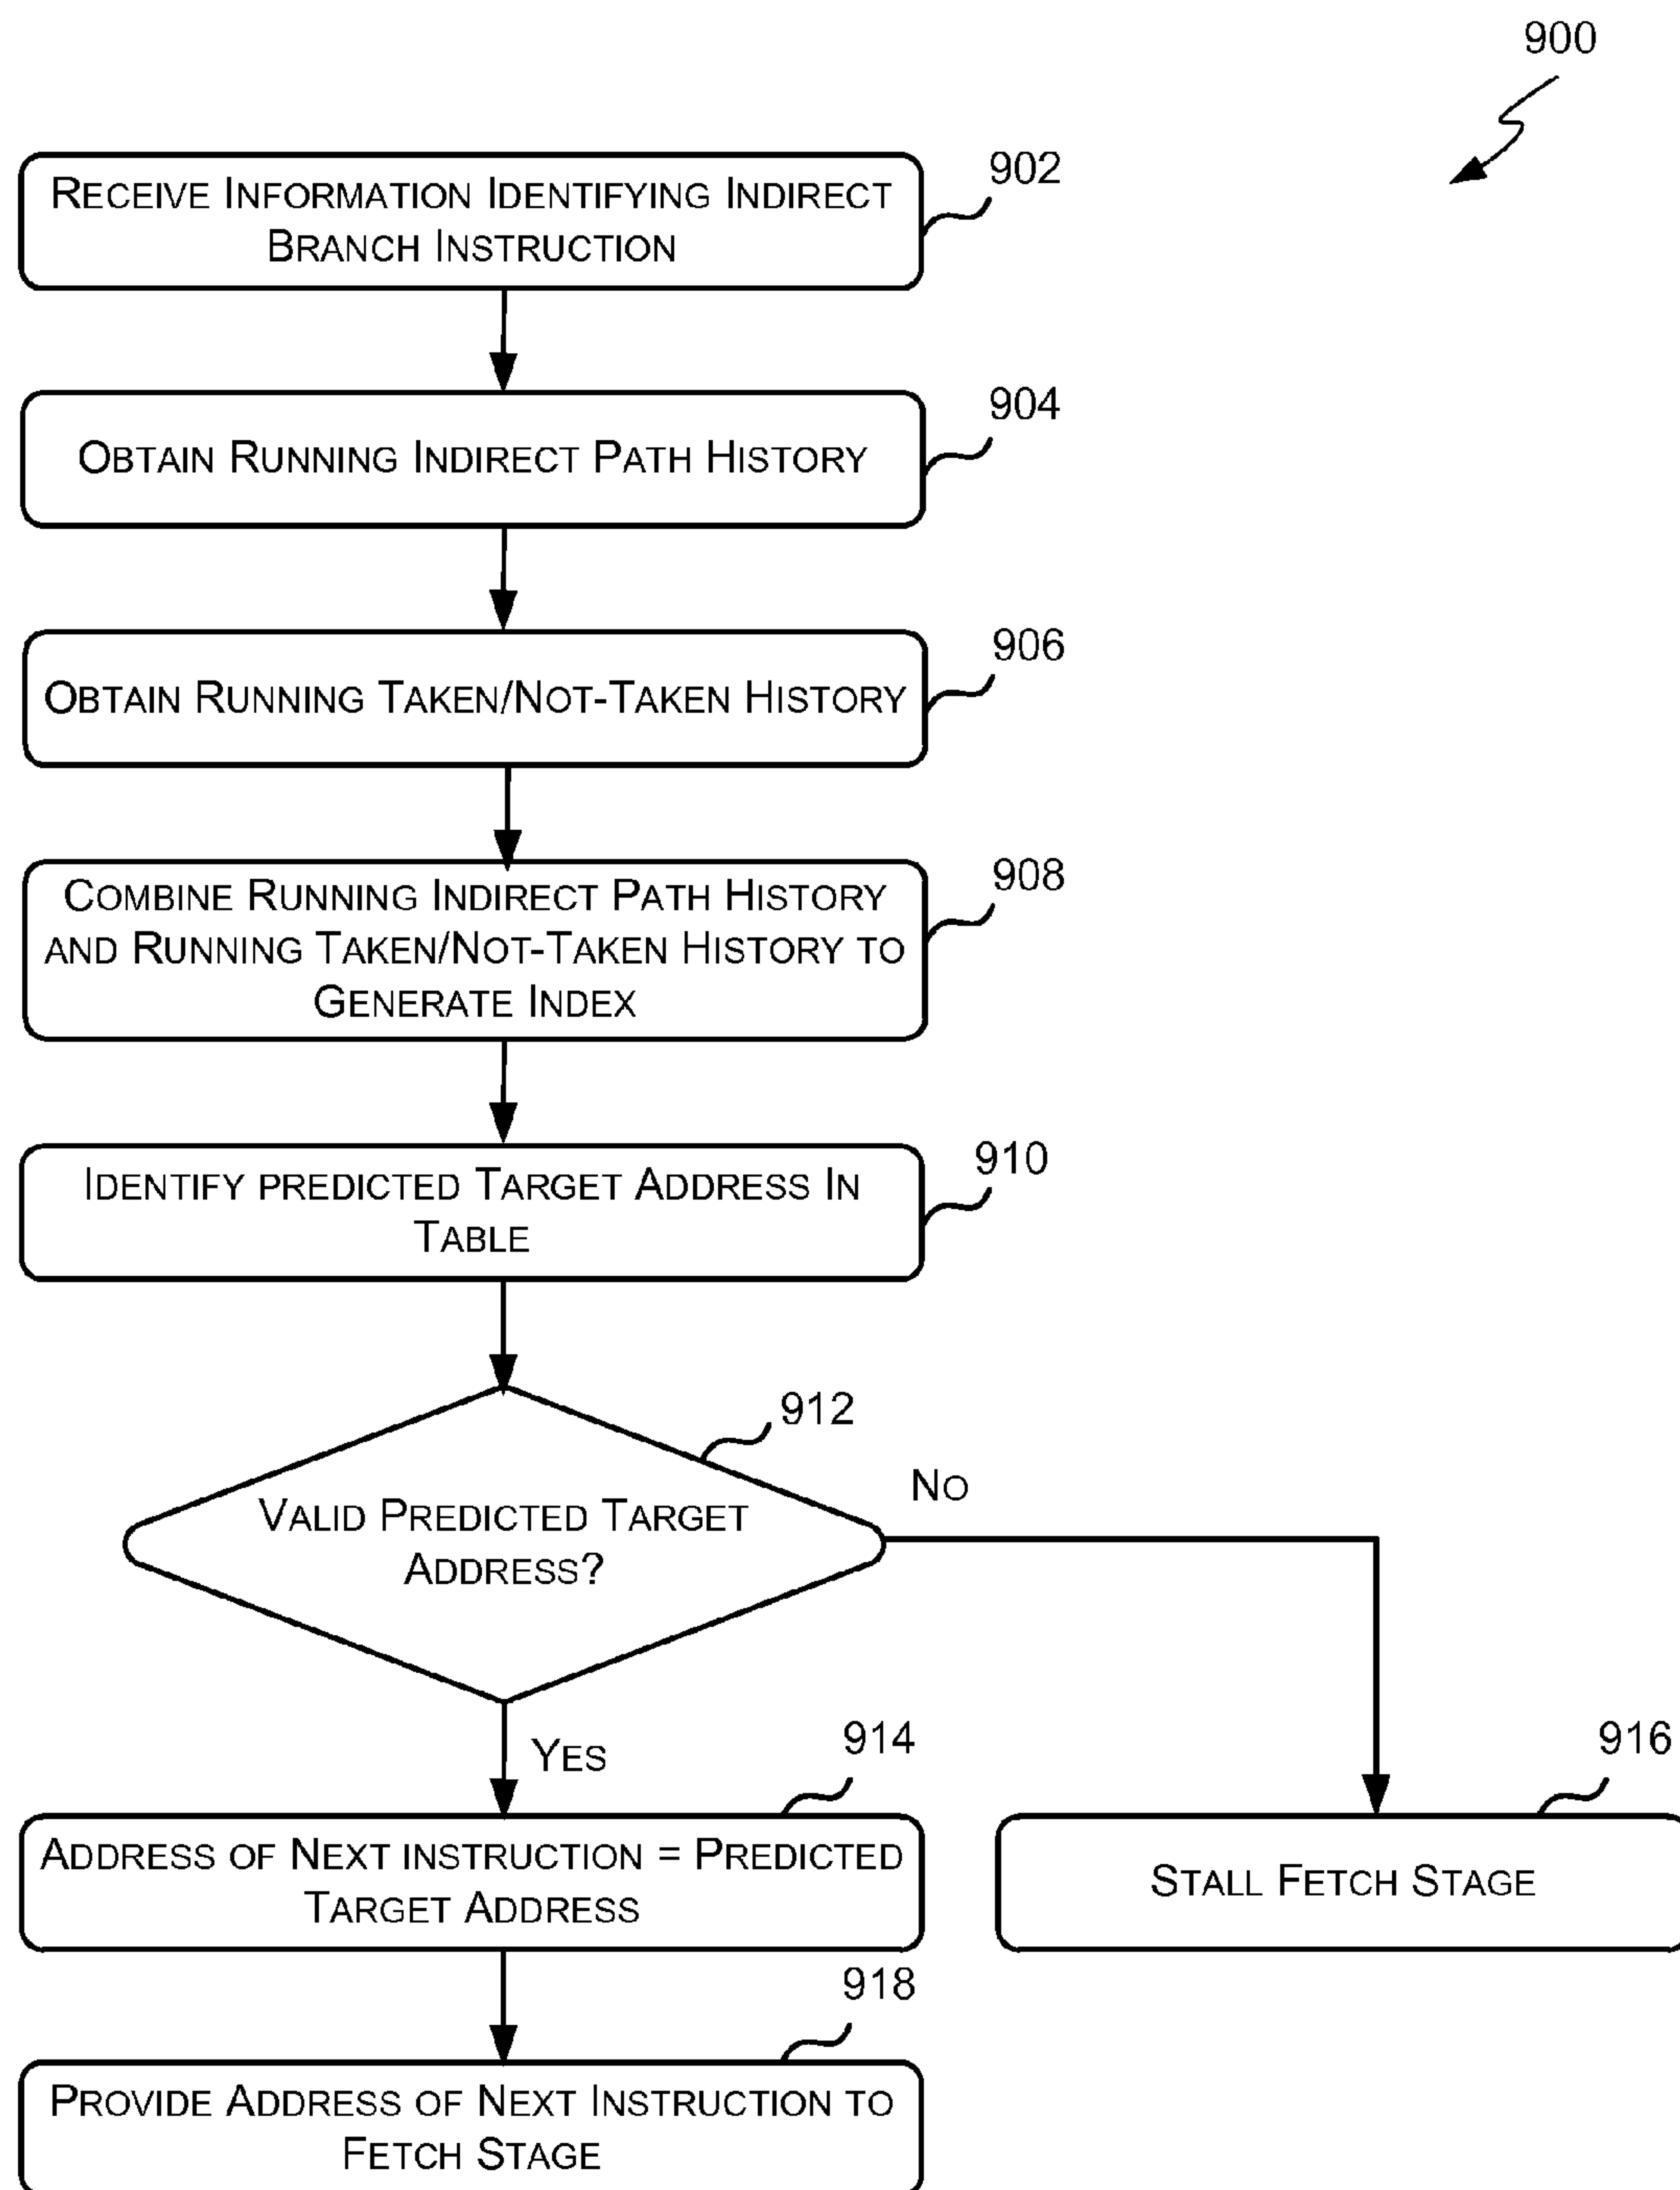 900
RECEIVE INFORMATION IDENTIFYING INDIRECT
BRANCH INSTRUCTION
902
OBTAIN RUNNING INDIRECT PATH HISTORY
904
OBTAIN RUNNING TAKEN/NOT-TAKEN HISTORY
906
COMBINE RUNNING INDIRECT PATH HISTORY
AND RUNNING TAKEN/NOT-TAKEN HISTORY TO
GENERATE INDEX
908
IDENTIFY PREDICTED TARGET ADDRESS IN
TABLE
910
VALID PREDICTED TARGET
ADDRESS?
912
NO
YES
ADDRESS OF NEXT INSTRUCTION = PREDICTED
TARGET ADDRESS
914
STALL FETCH STAGE
916
PROVIDE ADDRESS OF NEXT INSTRUCTION TO
FETCH STAGE
918